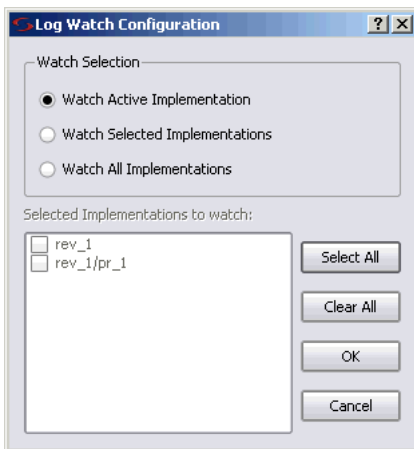 Log Watch Configuration
Watch Selection
Watch Active Implementation
Watch Selected Implementations
Watch All Implementations
Selected Implementations to watch:
rev_1
rev_1/pr_1
Select All
Clear All
OK
Cancel